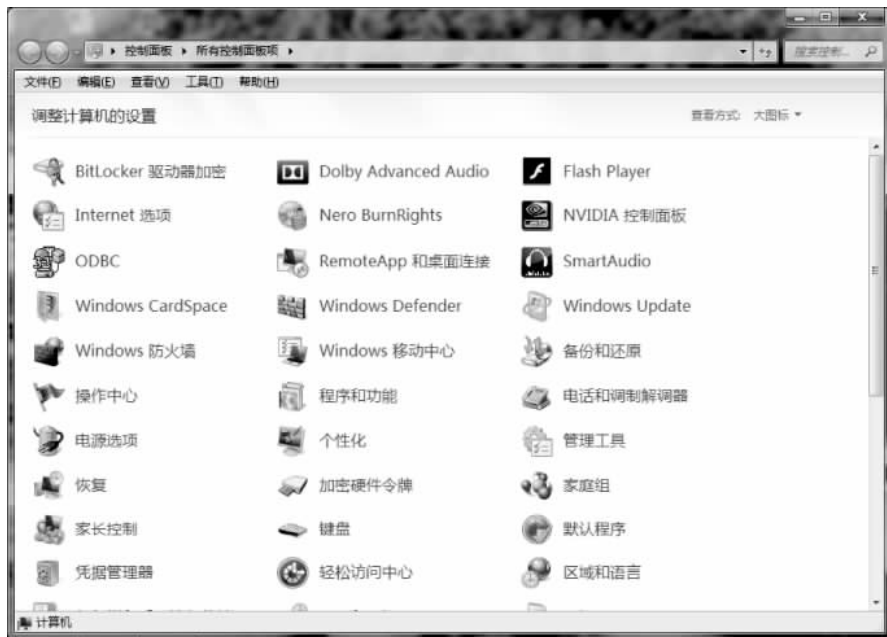 控制面板 ▸ 所有控制面板项 ▸ 搜索控制...
文件(F) 编辑(E) 查看(V) 工具(T) 帮助(H)
调整计算机的设置 查看方式: 大图标
BitLocker 驱动器加密 Dolby Advanced Audio Flash Player
Internet 选项 Nero BurnRights NVIDIA 控制面板
ODBC RemoteApp 和桌面连接 SmartAudio
Windows CardSpace Windows Defender Windows Update
Windows 防火墙 Windows 移动中心 备份和还原
操作中心 程序和功能 电话和调制解调器
电源选项 个性化 管理工具
恢复 加密硬件令牌 家庭组
家长控制 键盘 默认程序
凭据管理器 轻松访问中心 区域和语言
计算机